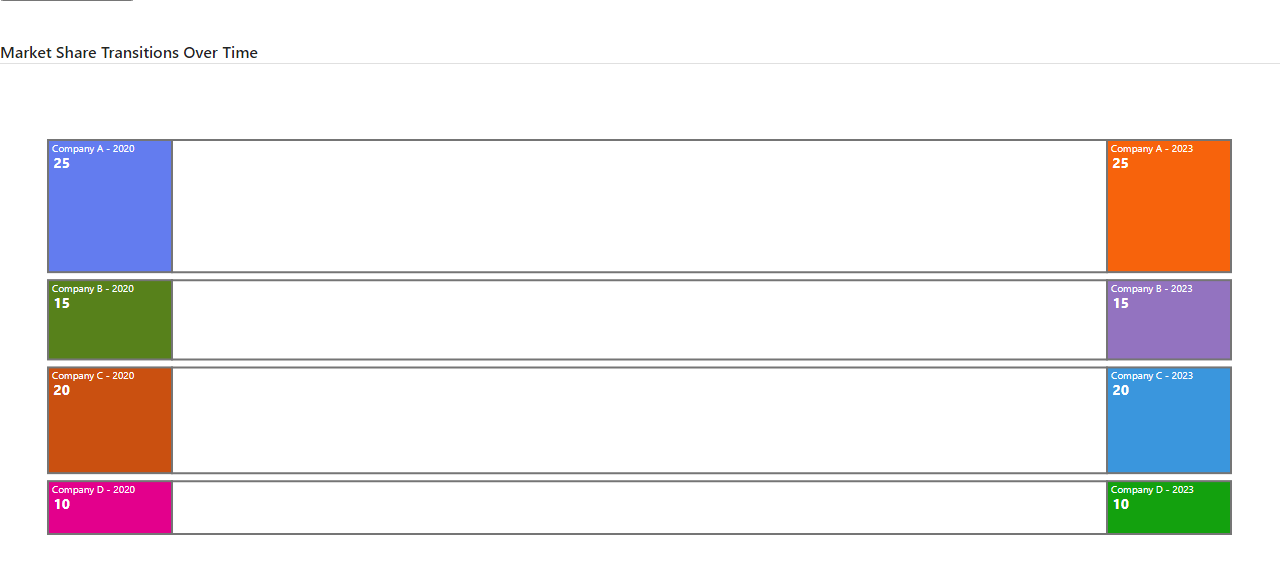 Market Share Transitions Over Time
Company A - 2020
25
Company A - 2023
25
Company B - 2020
15
Company B - 2023
15
Company C - 2020
20
Company C - 2023
20
Company D - 2020
10
Company D - 2023
10